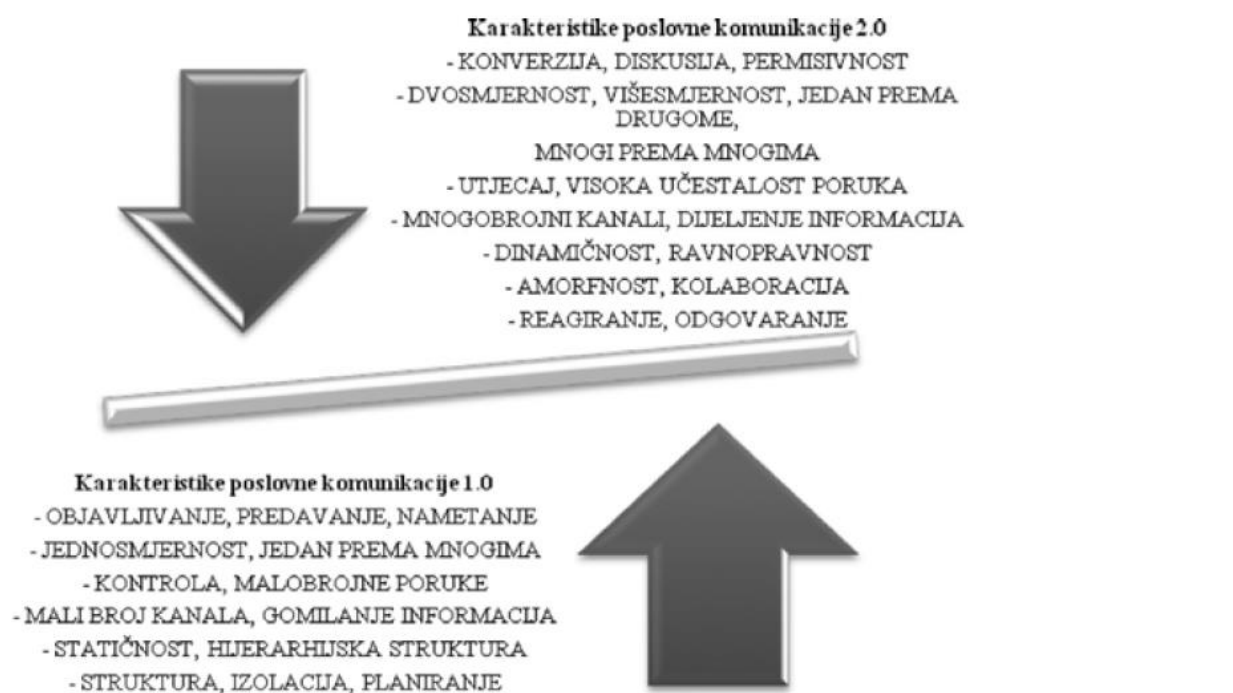 Karakteristike poslovne komunikacije 2.0
- KONVERZIJA, DISKUSIJA, PERMISIVNOST
- DVOSMJERNOST, VIŠESMJERNOST, JEDAN PREMA
DRUGOME,
MNOGI PREMA MNOGIMA
- UTJECAJ, VISOKA UČESTALOST PORUKA
- MNOGOBROJNI KANALI, DIJELJENJE INFORMACIJA
- DINAMIČNOST, RAVNOPRAVNOST
- AMORFNOST, KOLABORACIJA
- REAGIRANJE, ODGOVARANJE
Karakteristike poslovne komunikacije 1.0
- OBJAVLJIVANJE, PREDAVANJE, NAMETANJE
- JEDNOSMJERNOST, JEDAN PREMA MNOGIMA
- KONTROLA, MALOBROJNE PORUKE
- MALI BROJ KANALA, GOMILANJE INFORMACIJA
- STATIČNOST, HIJERARHIJSKA STRUKTURA
- STRUKTURA, IZOLACIJA, PLANIRANJE